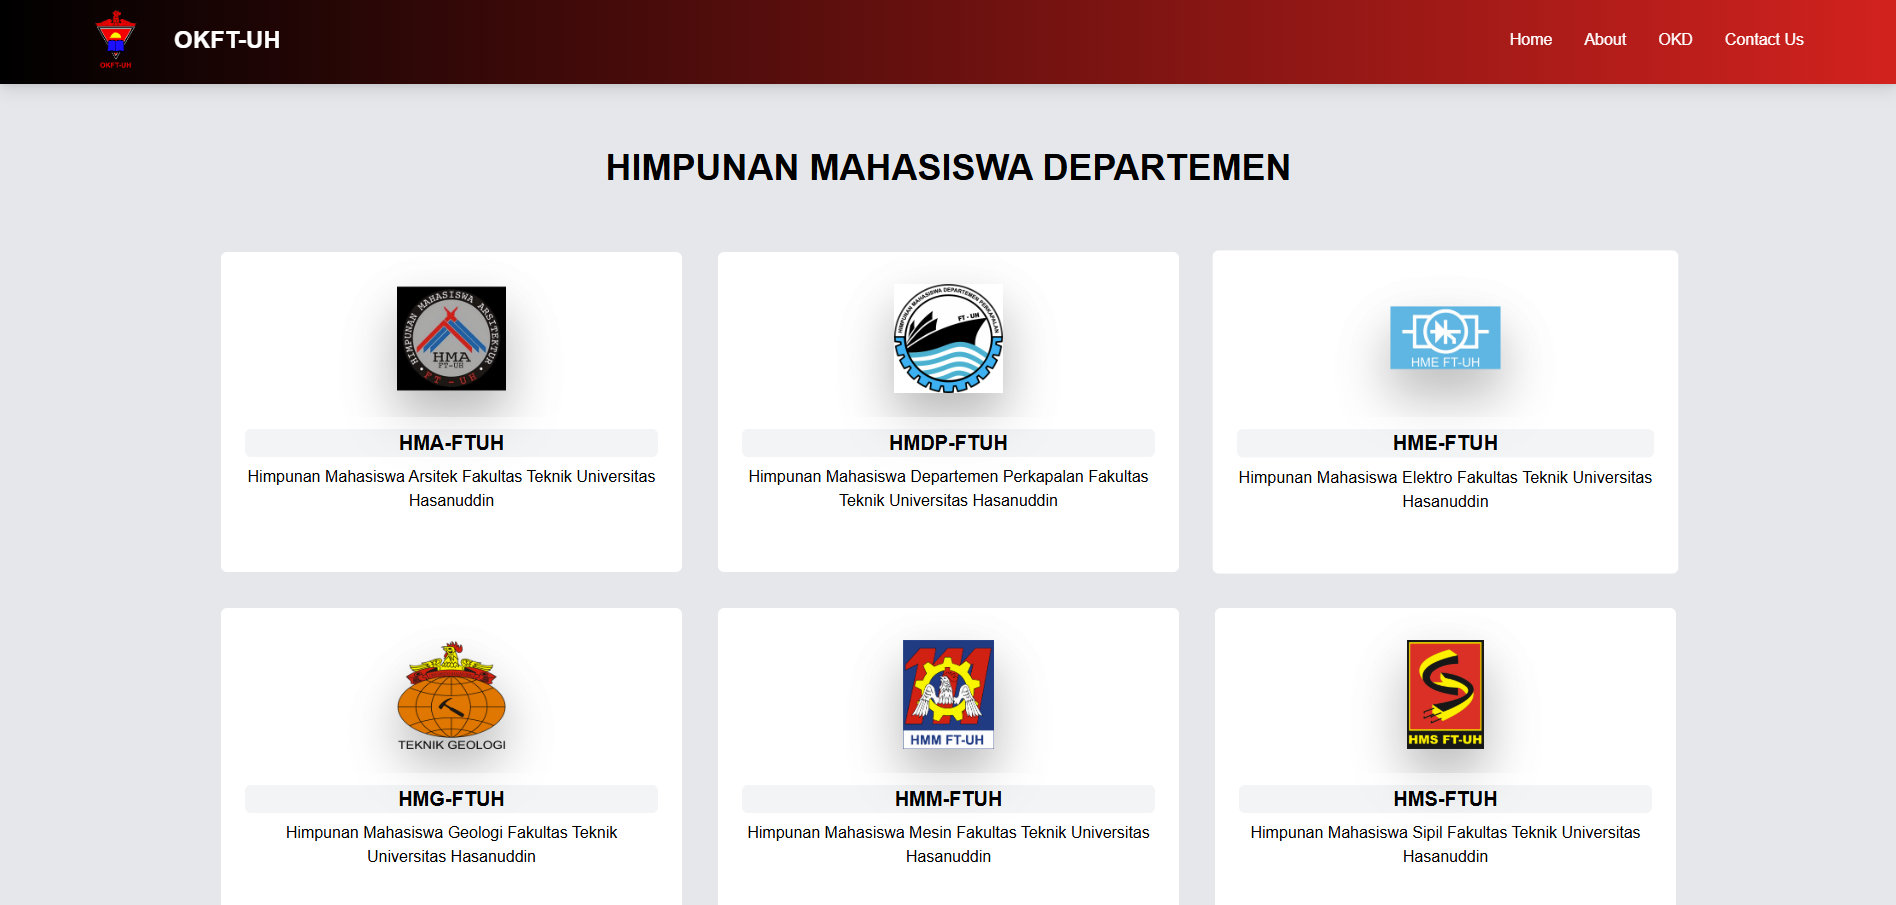 OKFT-UH
OKFT-UH
Home
About
OKD
Contact Us
HIMPUNAN MAHASISWA DEPARTEMEN
HIMPUNAN MAHASISWA ARSITEKTUR
HMA
FT-UH
FT - UH
HMA-FTUH
Himpunan Mahasiswa Arsitek Fakultas Teknik Universitas
Hasanuddin
HIMPUNAN MAHASISWA DEPARTEMEN PERKAPALAN
FT - UH
HMDP-FTUH
Himpunan Mahasiswa Departemen Perkapalan Fakultas
Teknik Universitas Hasanuddin
HME FT-UH
HME-FTUH
Himpunan Mahasiswa Elektro Fakultas Teknik Universitas
Hasanuddin
TEKNIK GEOLOGI
HMG-FTUH
Himpunan Mahasiswa Geologi Fakultas Teknik
Universitas Hasanuddin
HMM FT-UH
HMM-FTUH
Himpunan Mahasiswa Mesin Fakultas Teknik Universitas
Hasanuddin
HMS FT-UH
HMS-FTUH
Himpunan Mahasiswa Sipil Fakultas Teknik Universitas
Hasanuddin